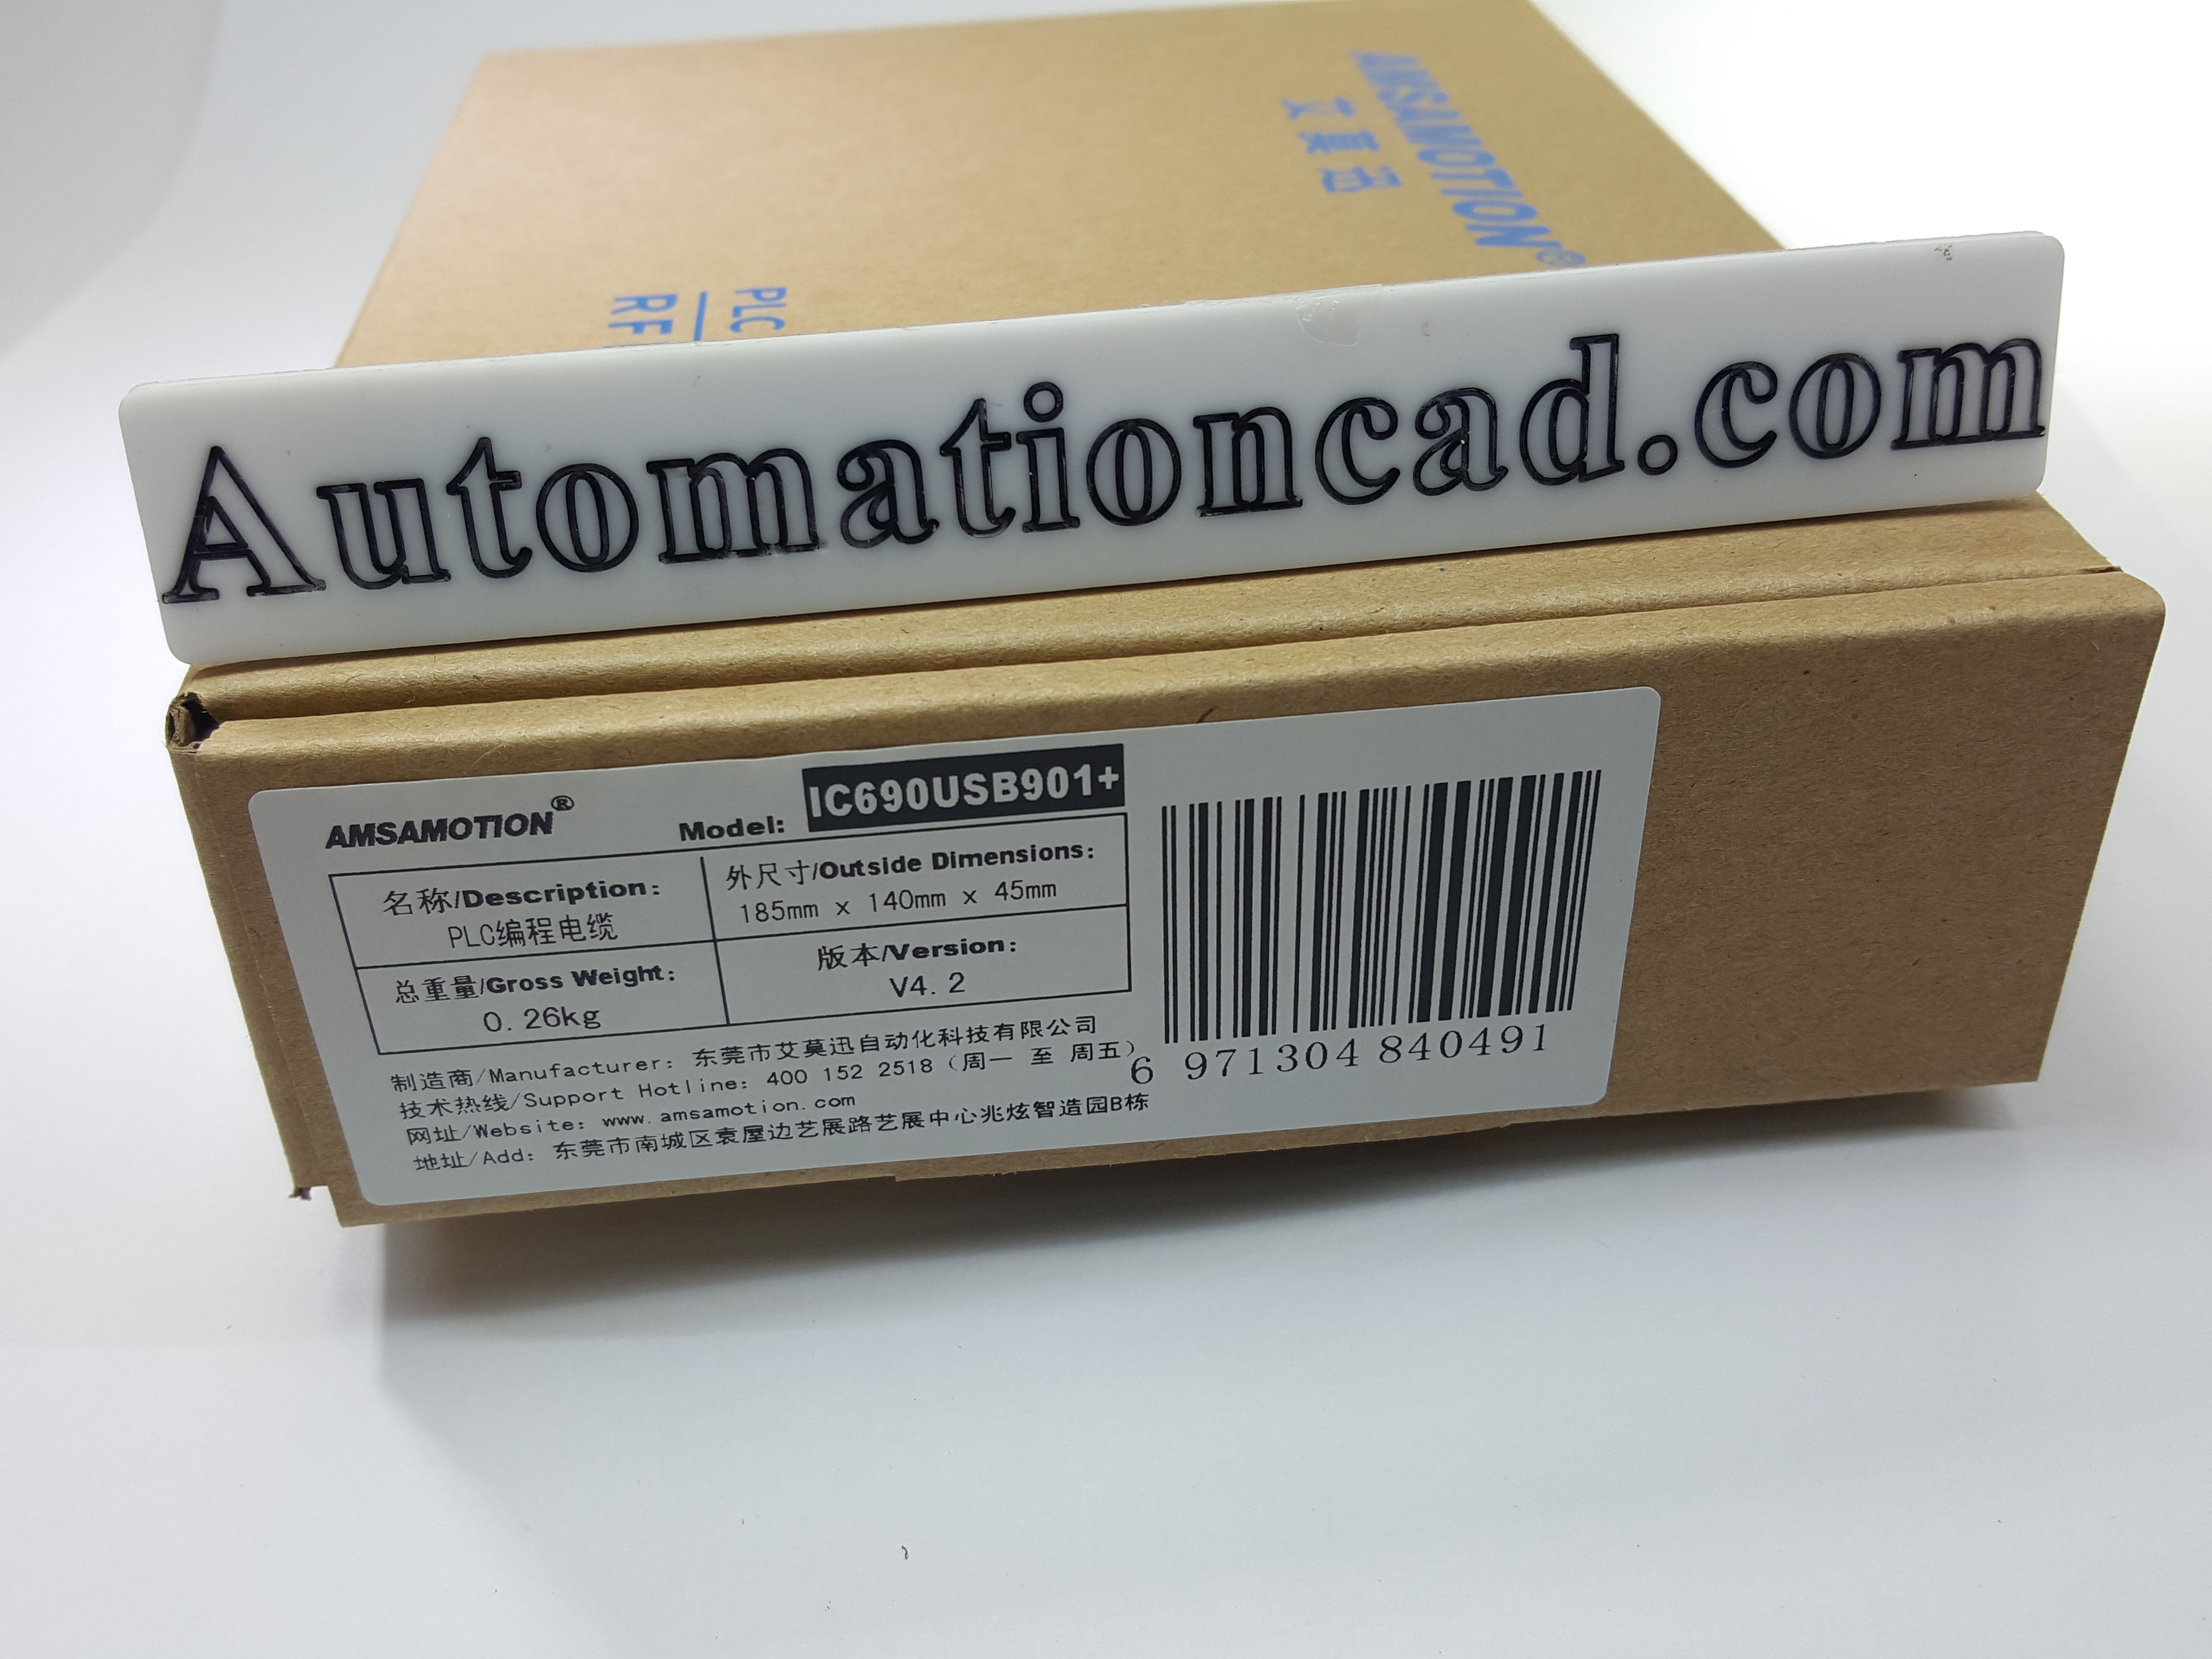 AMSAMOTION®
艾莫迅
PLC
Automationcad.com
AMSAMOTION®
Model: IC690USB901+
名称/Description:
PLC编程电缆
外尺寸/Outside Dimensions:
185mm x 140mm x 45mm
总重量/Gross Weight:
0.26kg
版本/Version:
V4.2
制造商/Manufacturer: 东莞市艾莫迅自动化科技有限公司
技术热线/Support Hotline: 400 152 2518 (周一 至 周五)
网址/Website: www.amsamotion.com
地址/Add: 东莞市南城区袁屋边艺展路艺展中心兆炫智造园B栋
6 971304 840491